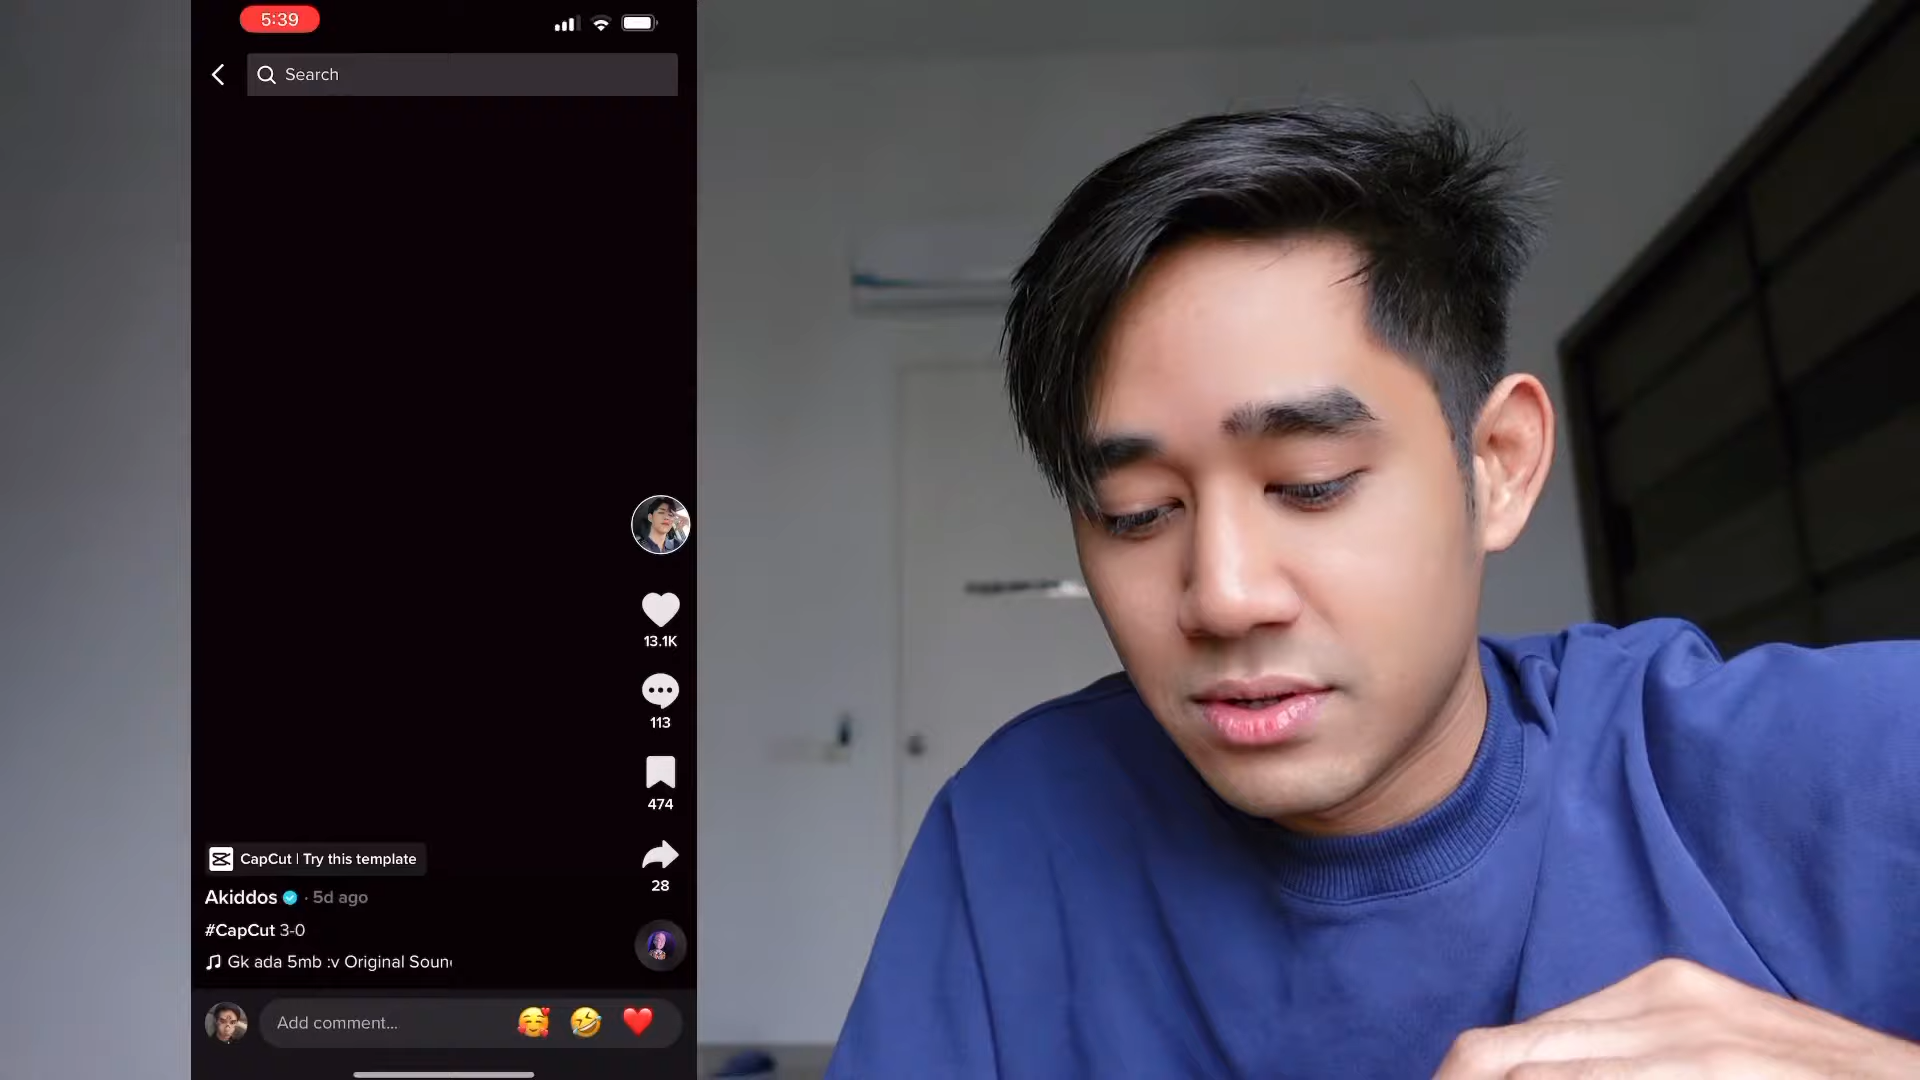 5:39
Search
13.1K
113
474
28
CapCut | Try this template
Akiddos · 5d ago
#CapCut 3-0
Gk ada 5mb :v Original Soun
Add comment...